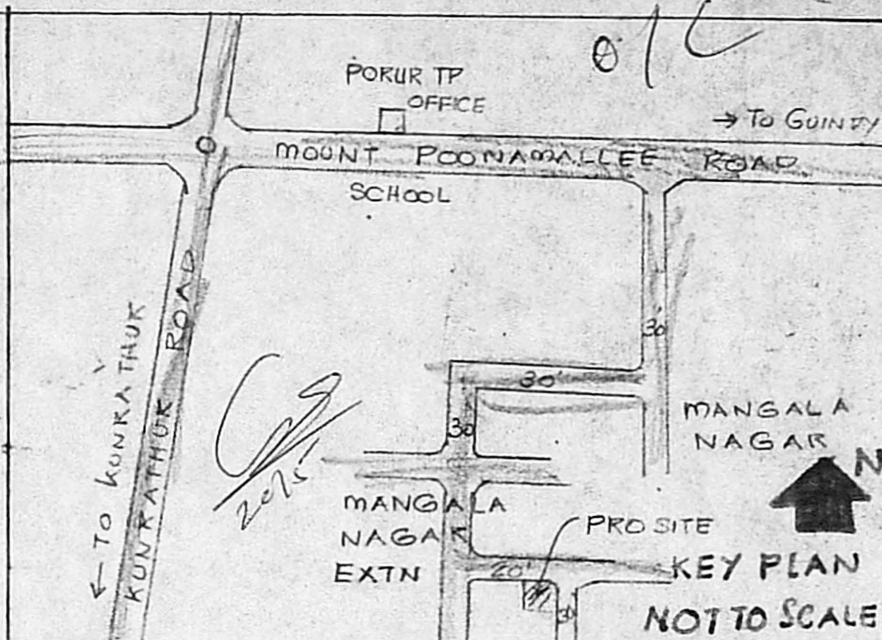 PORUR TP
OFFICE
→ TO GUINDY
MOUNT POONAMALLEE ROAD
SCHOOL
← TO KUNRATHUR
KUNRATHUR ROAD
30'
30'
30
MANGALA
NAGAR
N
MANGALA
NAGAR
EXTN
PRO SITE
20'
KEY PLAN
NOT TO SCALE